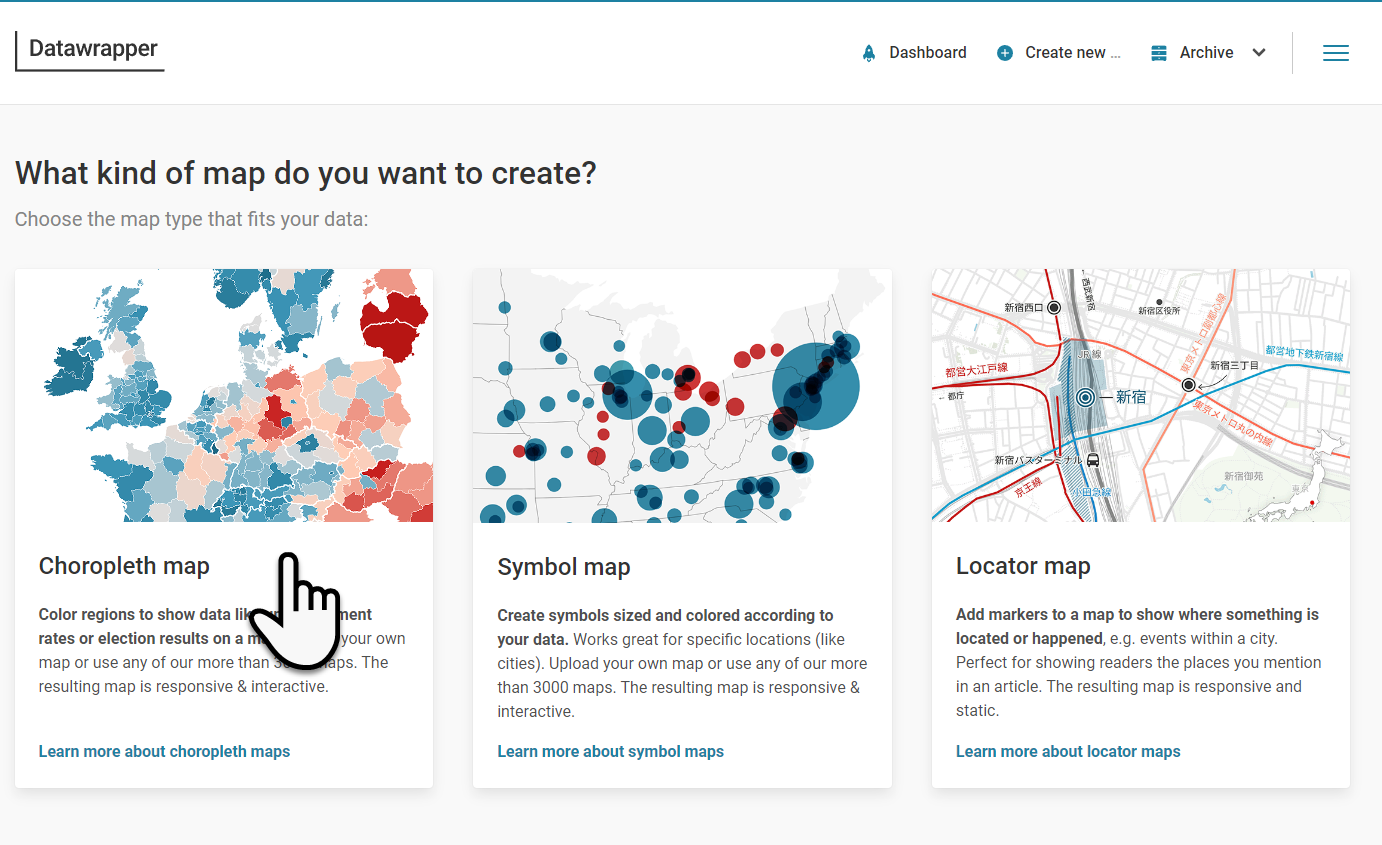 Datawrapper
Dashboard
Create new ...
Archive
What kind of map do you want to create?
Choose the map type that fits your data:
西武新宿
新宿西口
新宿区役所
東京メトロ副都心線
JR線
都営地下鉄新宿線
都営大江戸線
新宿三丁目
←都庁
新宿
東京メトロ丸の内線
新宿バスターミナル
新宿御苑
京王線
小田急線
東京
Choropleth map
Color regions to show data
rates or election results on a your own
map or use any of our more than The
resulting map is responsive & interactive.
Learn more about choropleth maps
Symbol map
Create symbols sized and colored according to
your data. Works great for specific locations (like
cities). Upload your own map or use any of our more
than 3000 maps. The resulting map is responsive &
interactive.
Learn more about symbol maps
Locator map
Add markers to a map to show where something is
located or happened, e.g. events within a city.
Perfect for showing readers the places you mention
in an article. The resulting map is responsive and
static.
Learn more about locator maps